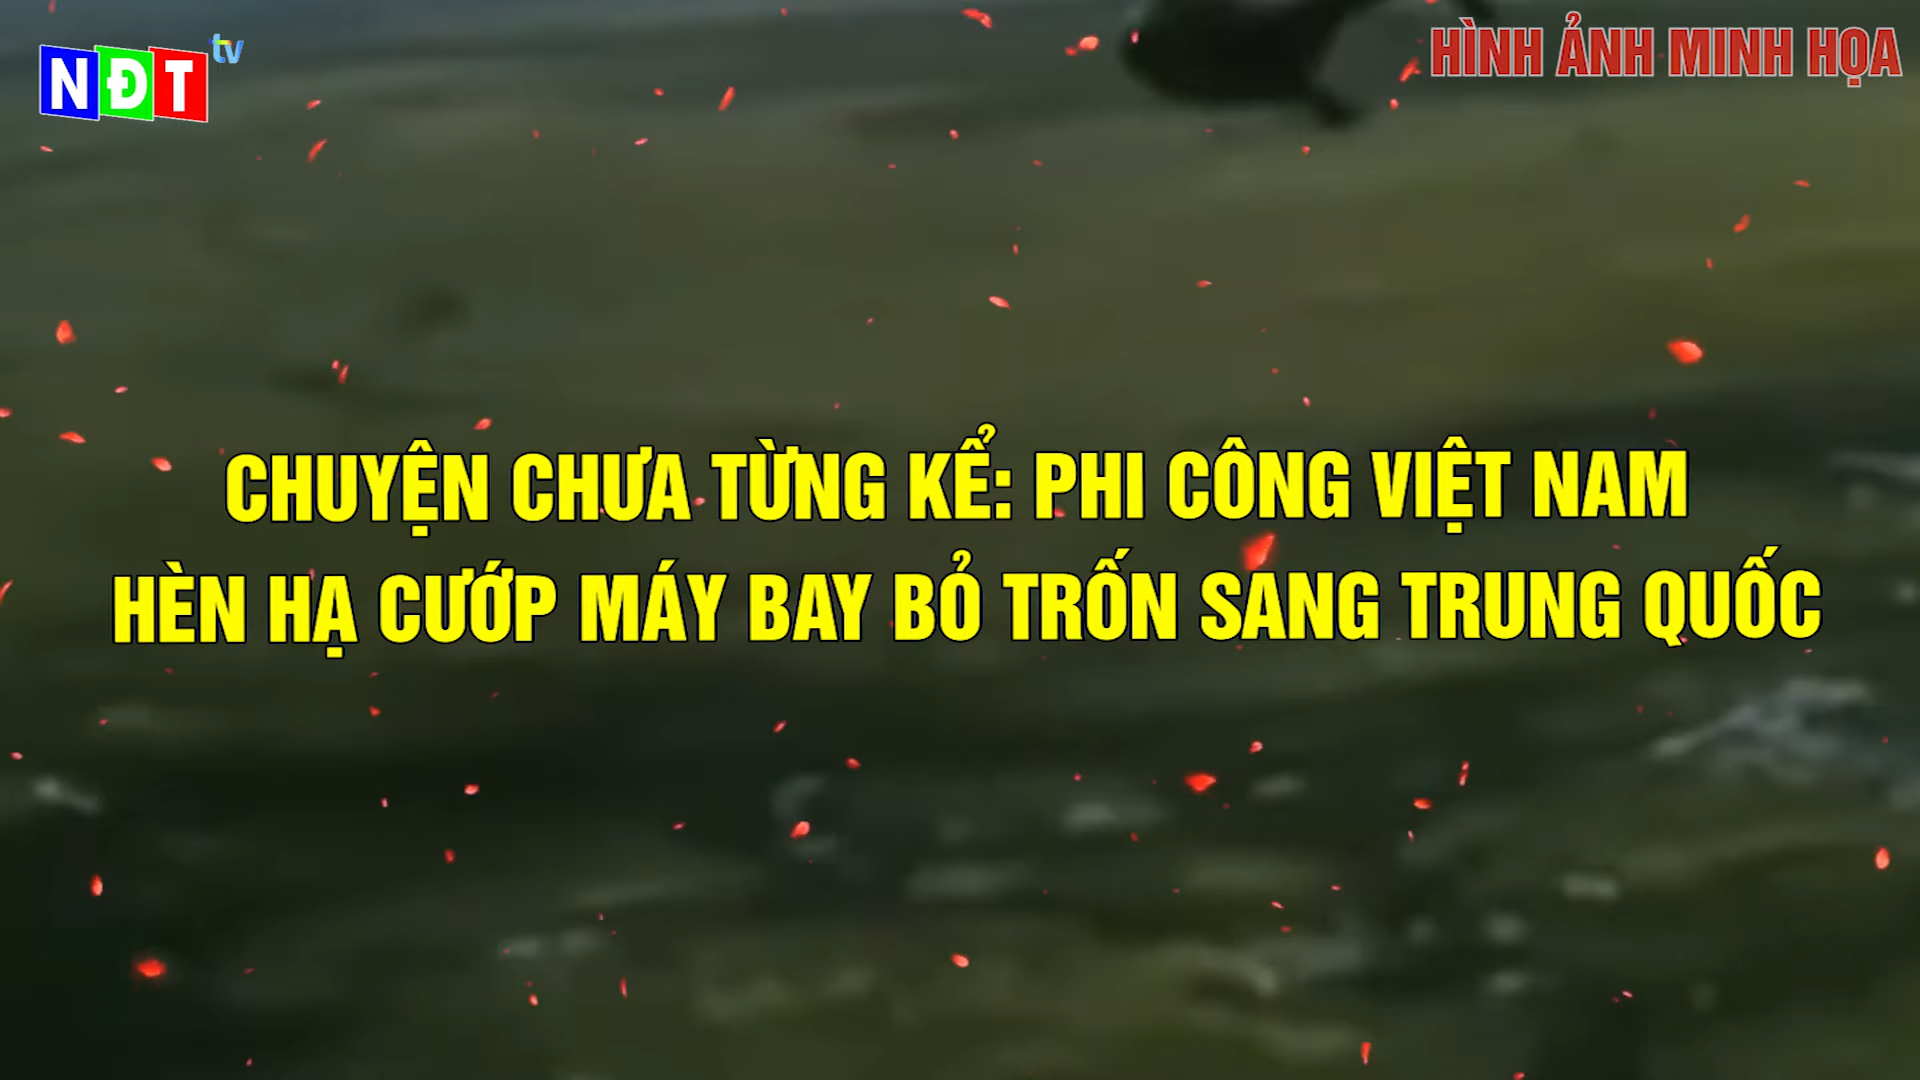 NĐT tv
HÌNH ẢNH MINH HỌA
CHUYỆN CHƯA TỪNG KỂ: PHI CÔNG VIỆT NAM
HÈN HẠ CƯỚP MÁY BAY BỎ TRỐN SANG TRUNG QUỐC